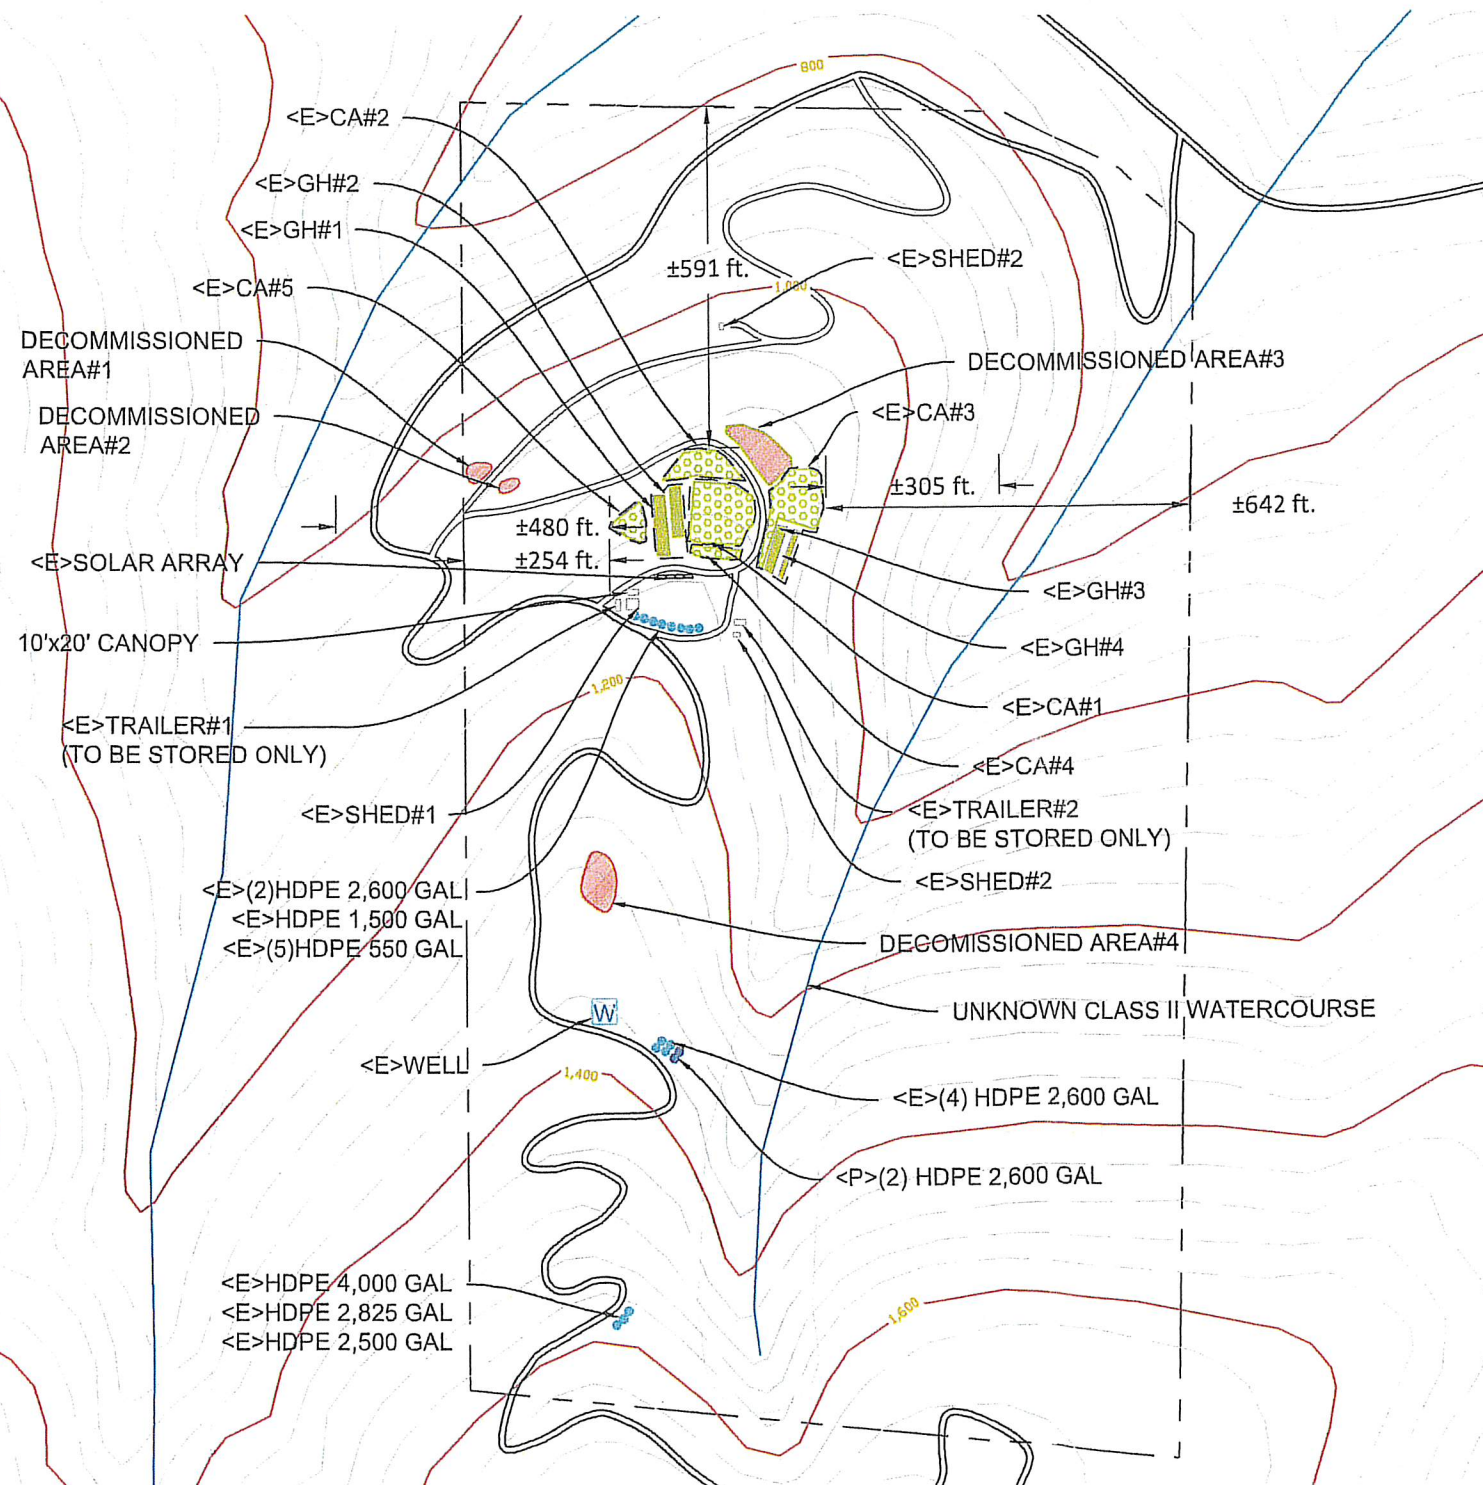 800
<E>CA#2
<E>GH#2
<E>GH#1
<E>SHED#2
±591 ft.
<E>CA#5
1,000
DECOMMISSIONED
AREA#1
DECOMMISSIONED AREA#3
DECOMMISSIONED
AREA#2
<E>CA#3
±305 ft.
±642 ft.
±480 ft.
±254 ft.
<E>SOLAR ARRAY
<E>GH#3
10'x20' CANOPY
<E>GH#4
1,200
<E>CA#1
<E>TRAILER#1
(TO BE STORED ONLY)
<E>CA#4
<E>SHED#1
<E>TRAILER#2
(TO BE STORED ONLY)
<E>SHED#2
<E>(2)HDPE 2,600 GAL
<E>HDPE 1,500 GAL
<E>(5)HDPE 550 GAL
DECOMISSIONED AREA#4
W
UNKNOWN CLASS II WATERCOURSE
<E>WELL
1,400
<E>(4) HDPE 2,600 GAL
<P>(2) HDPE 2,600 GAL
<E>HDPE 4,000 GAL
<E>HDPE 2,825 GAL
<E>HDPE 2,500 GAL
1,600